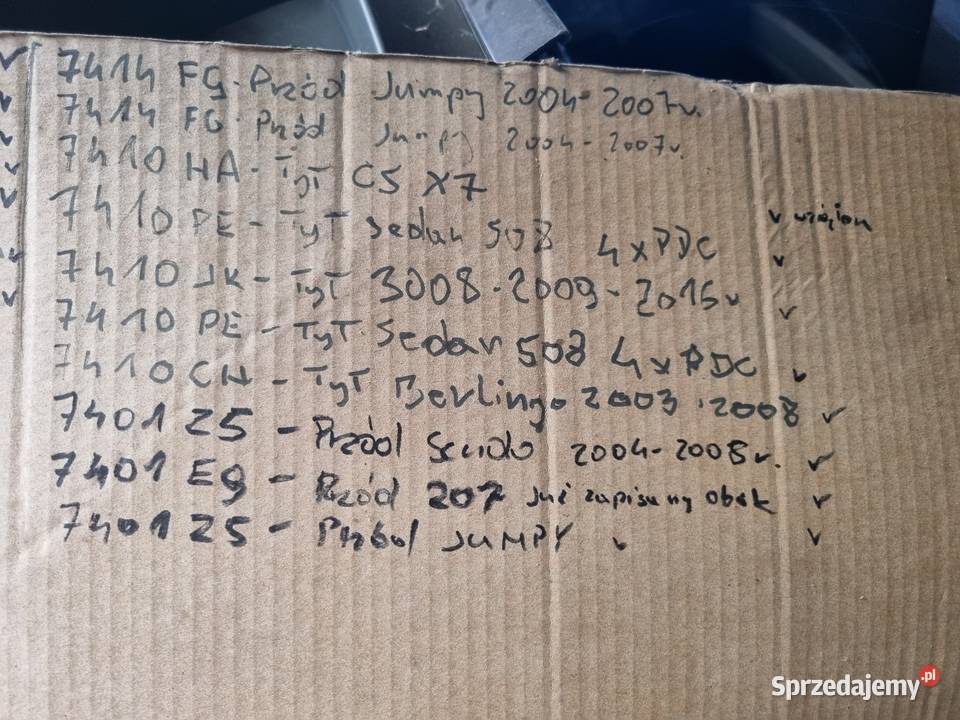 7414 FG - Przód Jumpy 2004-2007r.
7414 FG - Przód Jumpy 2004-2007r.
7410 HA - Tył C5 X7
7410 PE - Tył sedan 508 4xPDC
7410 JK - Tył 3008 - 2009 - 2016r
7410 PE - Tył Sedan 508 4xPDC
7410 CN - Tył Berlingo 2003 - 2008
7401 Z5 - Przód Scudo 2004-2008r.
7401 E9 - Przód 207 już zapisany obok
7401 Z5 - Przód JUMPY
Sprzedajemy.pl